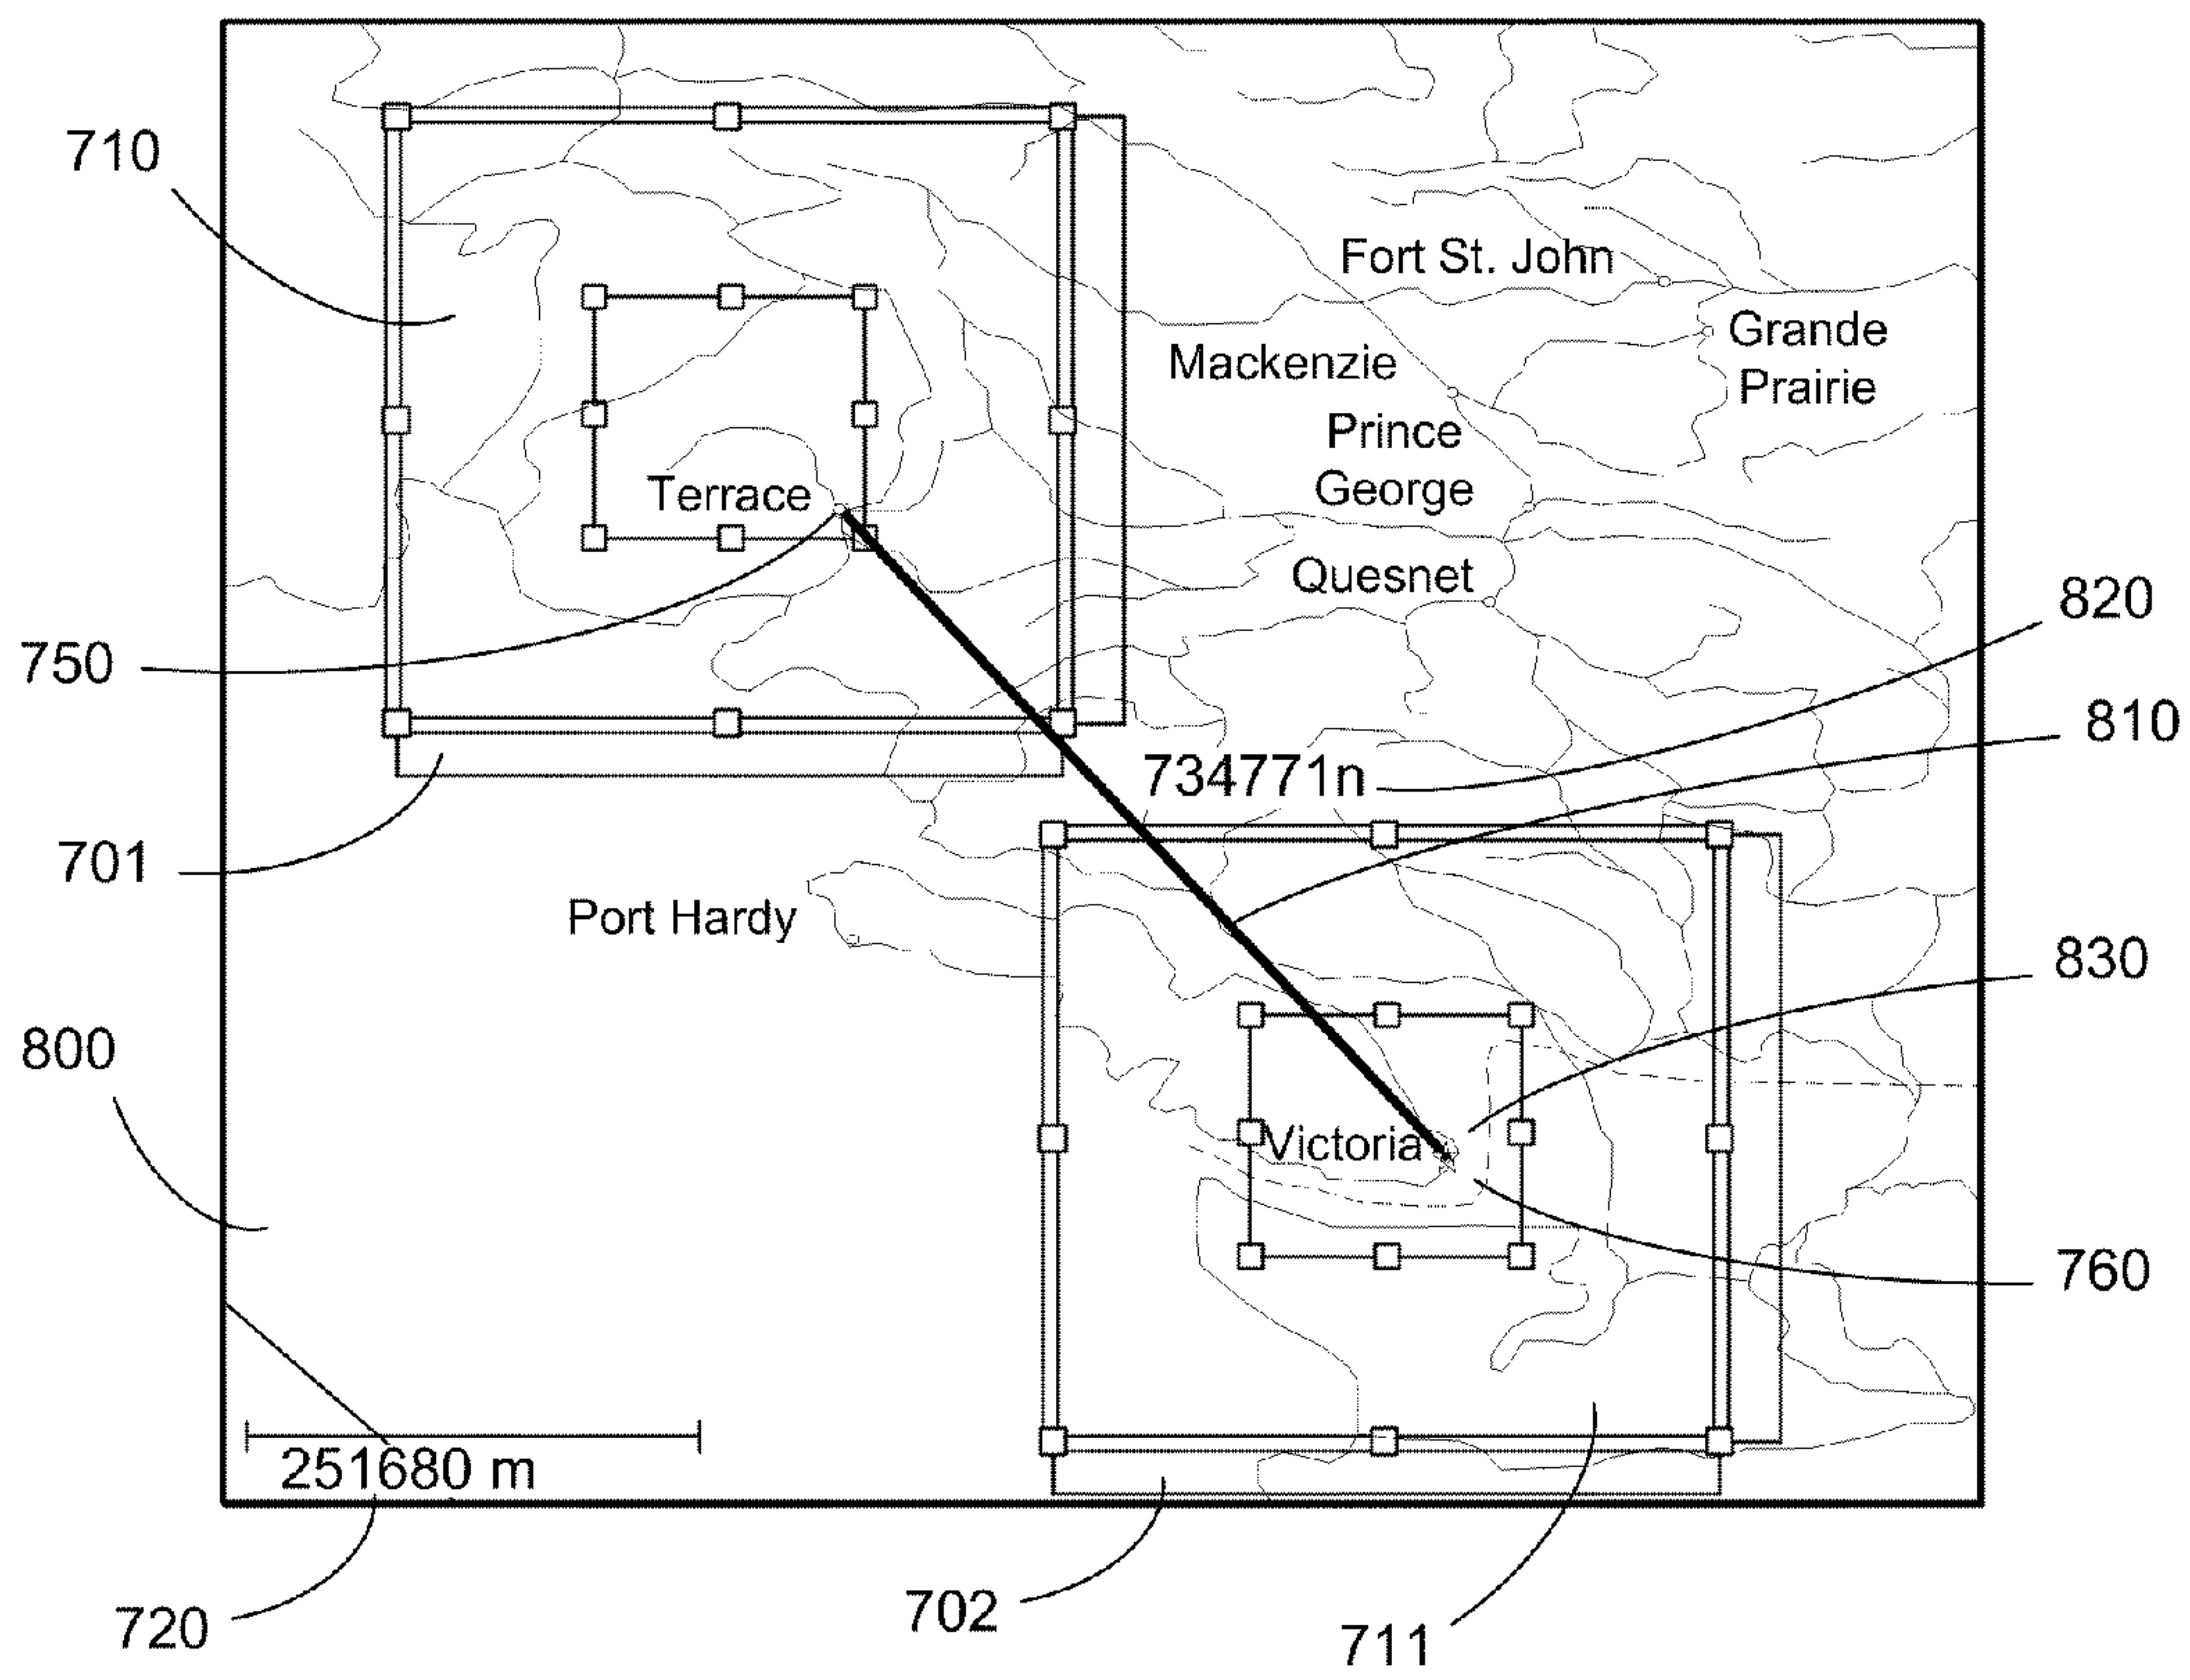 710
Fort St. John
Grande
Prairie
Mackenzie
Prince
George
Terrace
Quesnet
820
750
810
734771n
701
Port Hardy
830
800
Victoria
760
251680 m
720
702
711